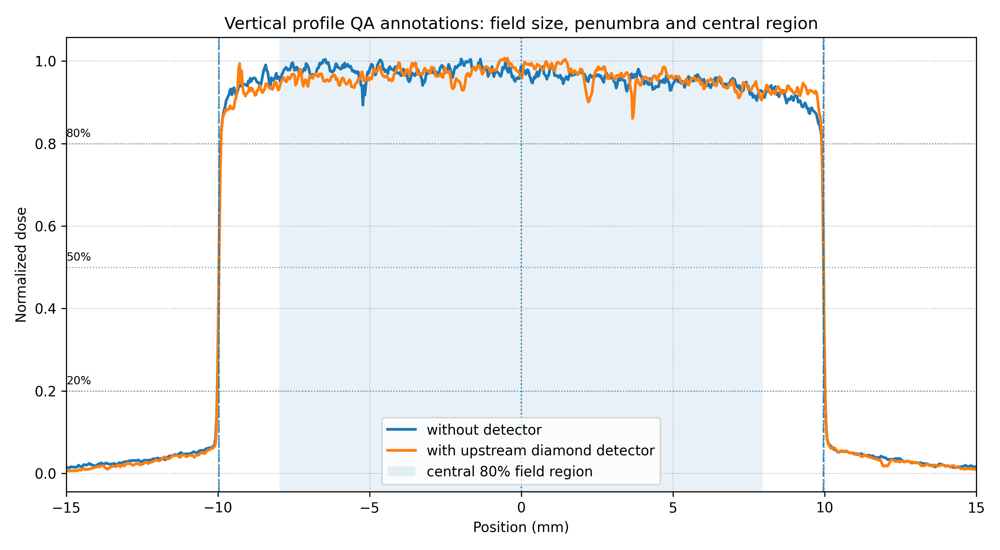 Vertical profile QA annotations: field size, penumbra and central region
Normalized dose
1.0
80%
0.8
0.6
50%
0.4
20%
0.2
0.0
without detector
with upstream diamond detector
central 80% field region
−15 −10 −5 0 5 10 15
Position (mm)